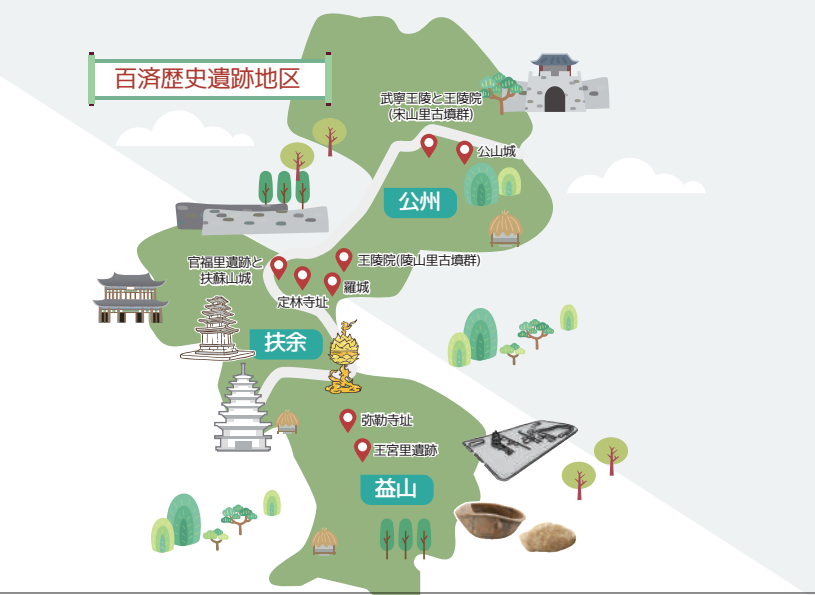 百済歴史遺跡地区
武寧王陵と王陵院
(宋山里古墳群)
公山城
公州
官福里遺跡と
扶蘇山城
王陵院(陵山里古墳群)
羅城
定林寺址
扶余
弥勒寺址
王宮里遺跡
益山